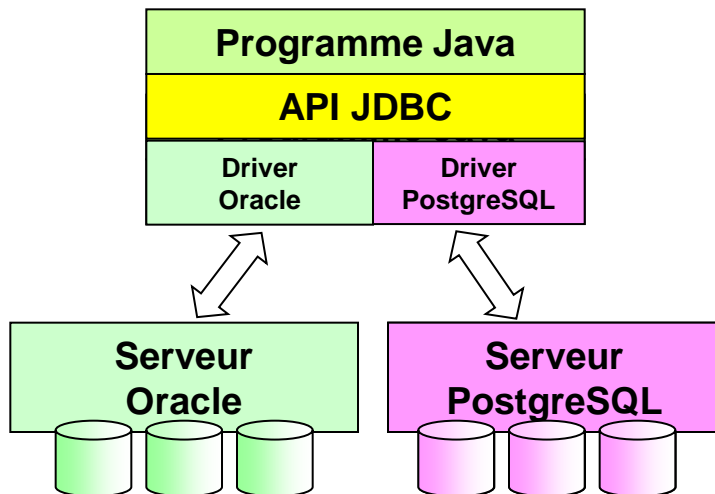 Programme Java
API JDBC
Driver
Oracle
Driver
PostgreSQL
Serveur
Oracle
Serveur
PostgreSQL